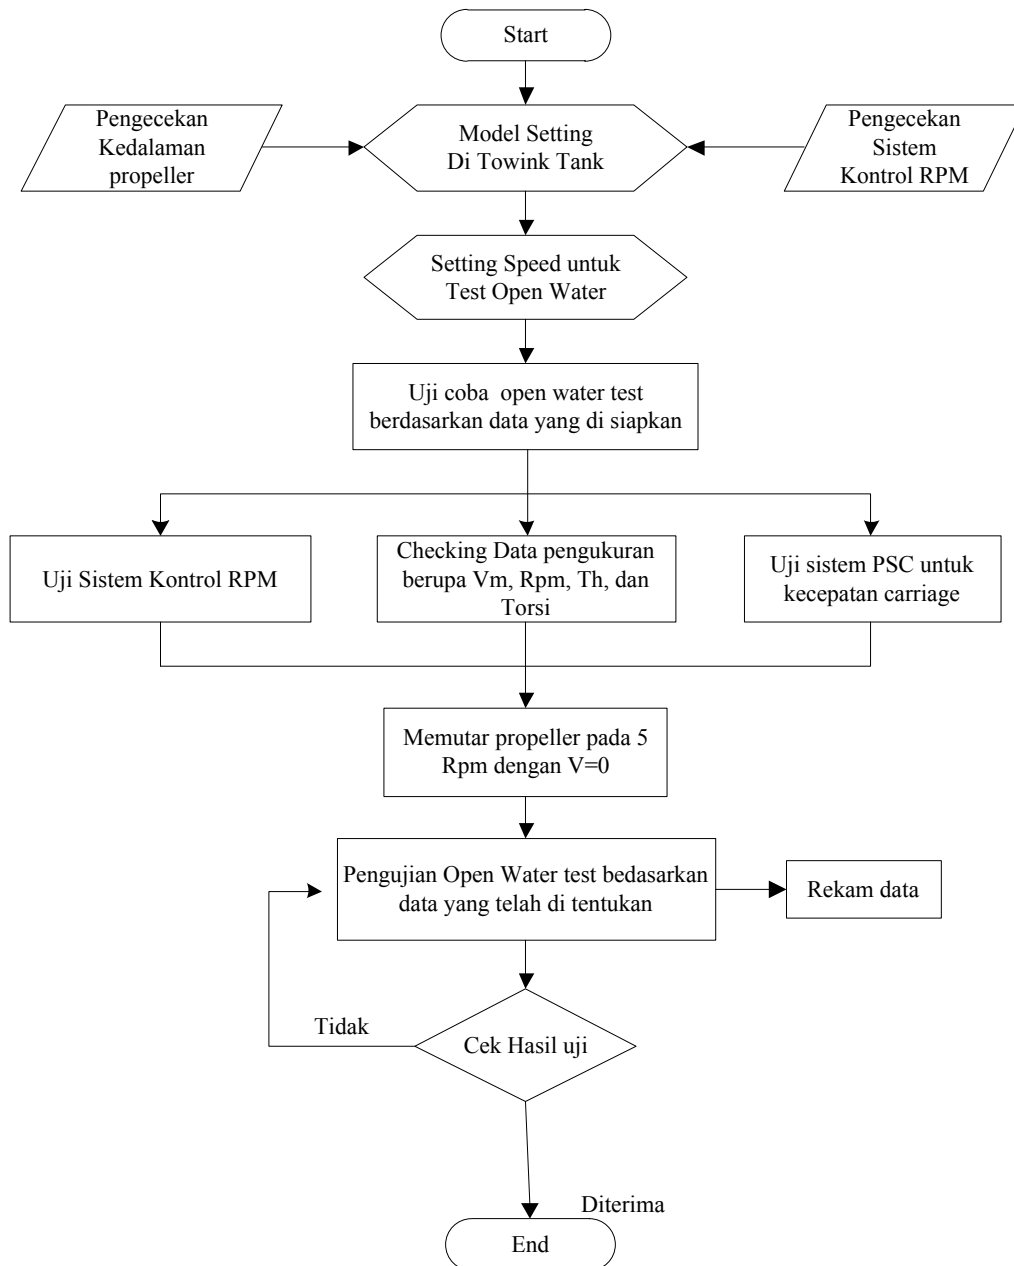 Start
Pengecekan
Kedalaman
propeller
Model Setting
Di Towink Tank
Pengecekan
Sistem
Kontrol RPM
Setting Speed untuk
Test Open Water
Uji coba open water test
berdasarkan data yang di siapkan
Uji Sistem Kontrol RPM
Checking Data pengukuran
berupa Vm, Rpm, Th, dan
Torsi
Uji sistem PSC untuk
kecepatan carriage
Memutar propeller pada 5
Rpm dengan V=0
Pengujian Open Water test bedasarkan
data yang telah di tentukan
Rekam data
Tidak
Cek Hasil uji
Diterima
End